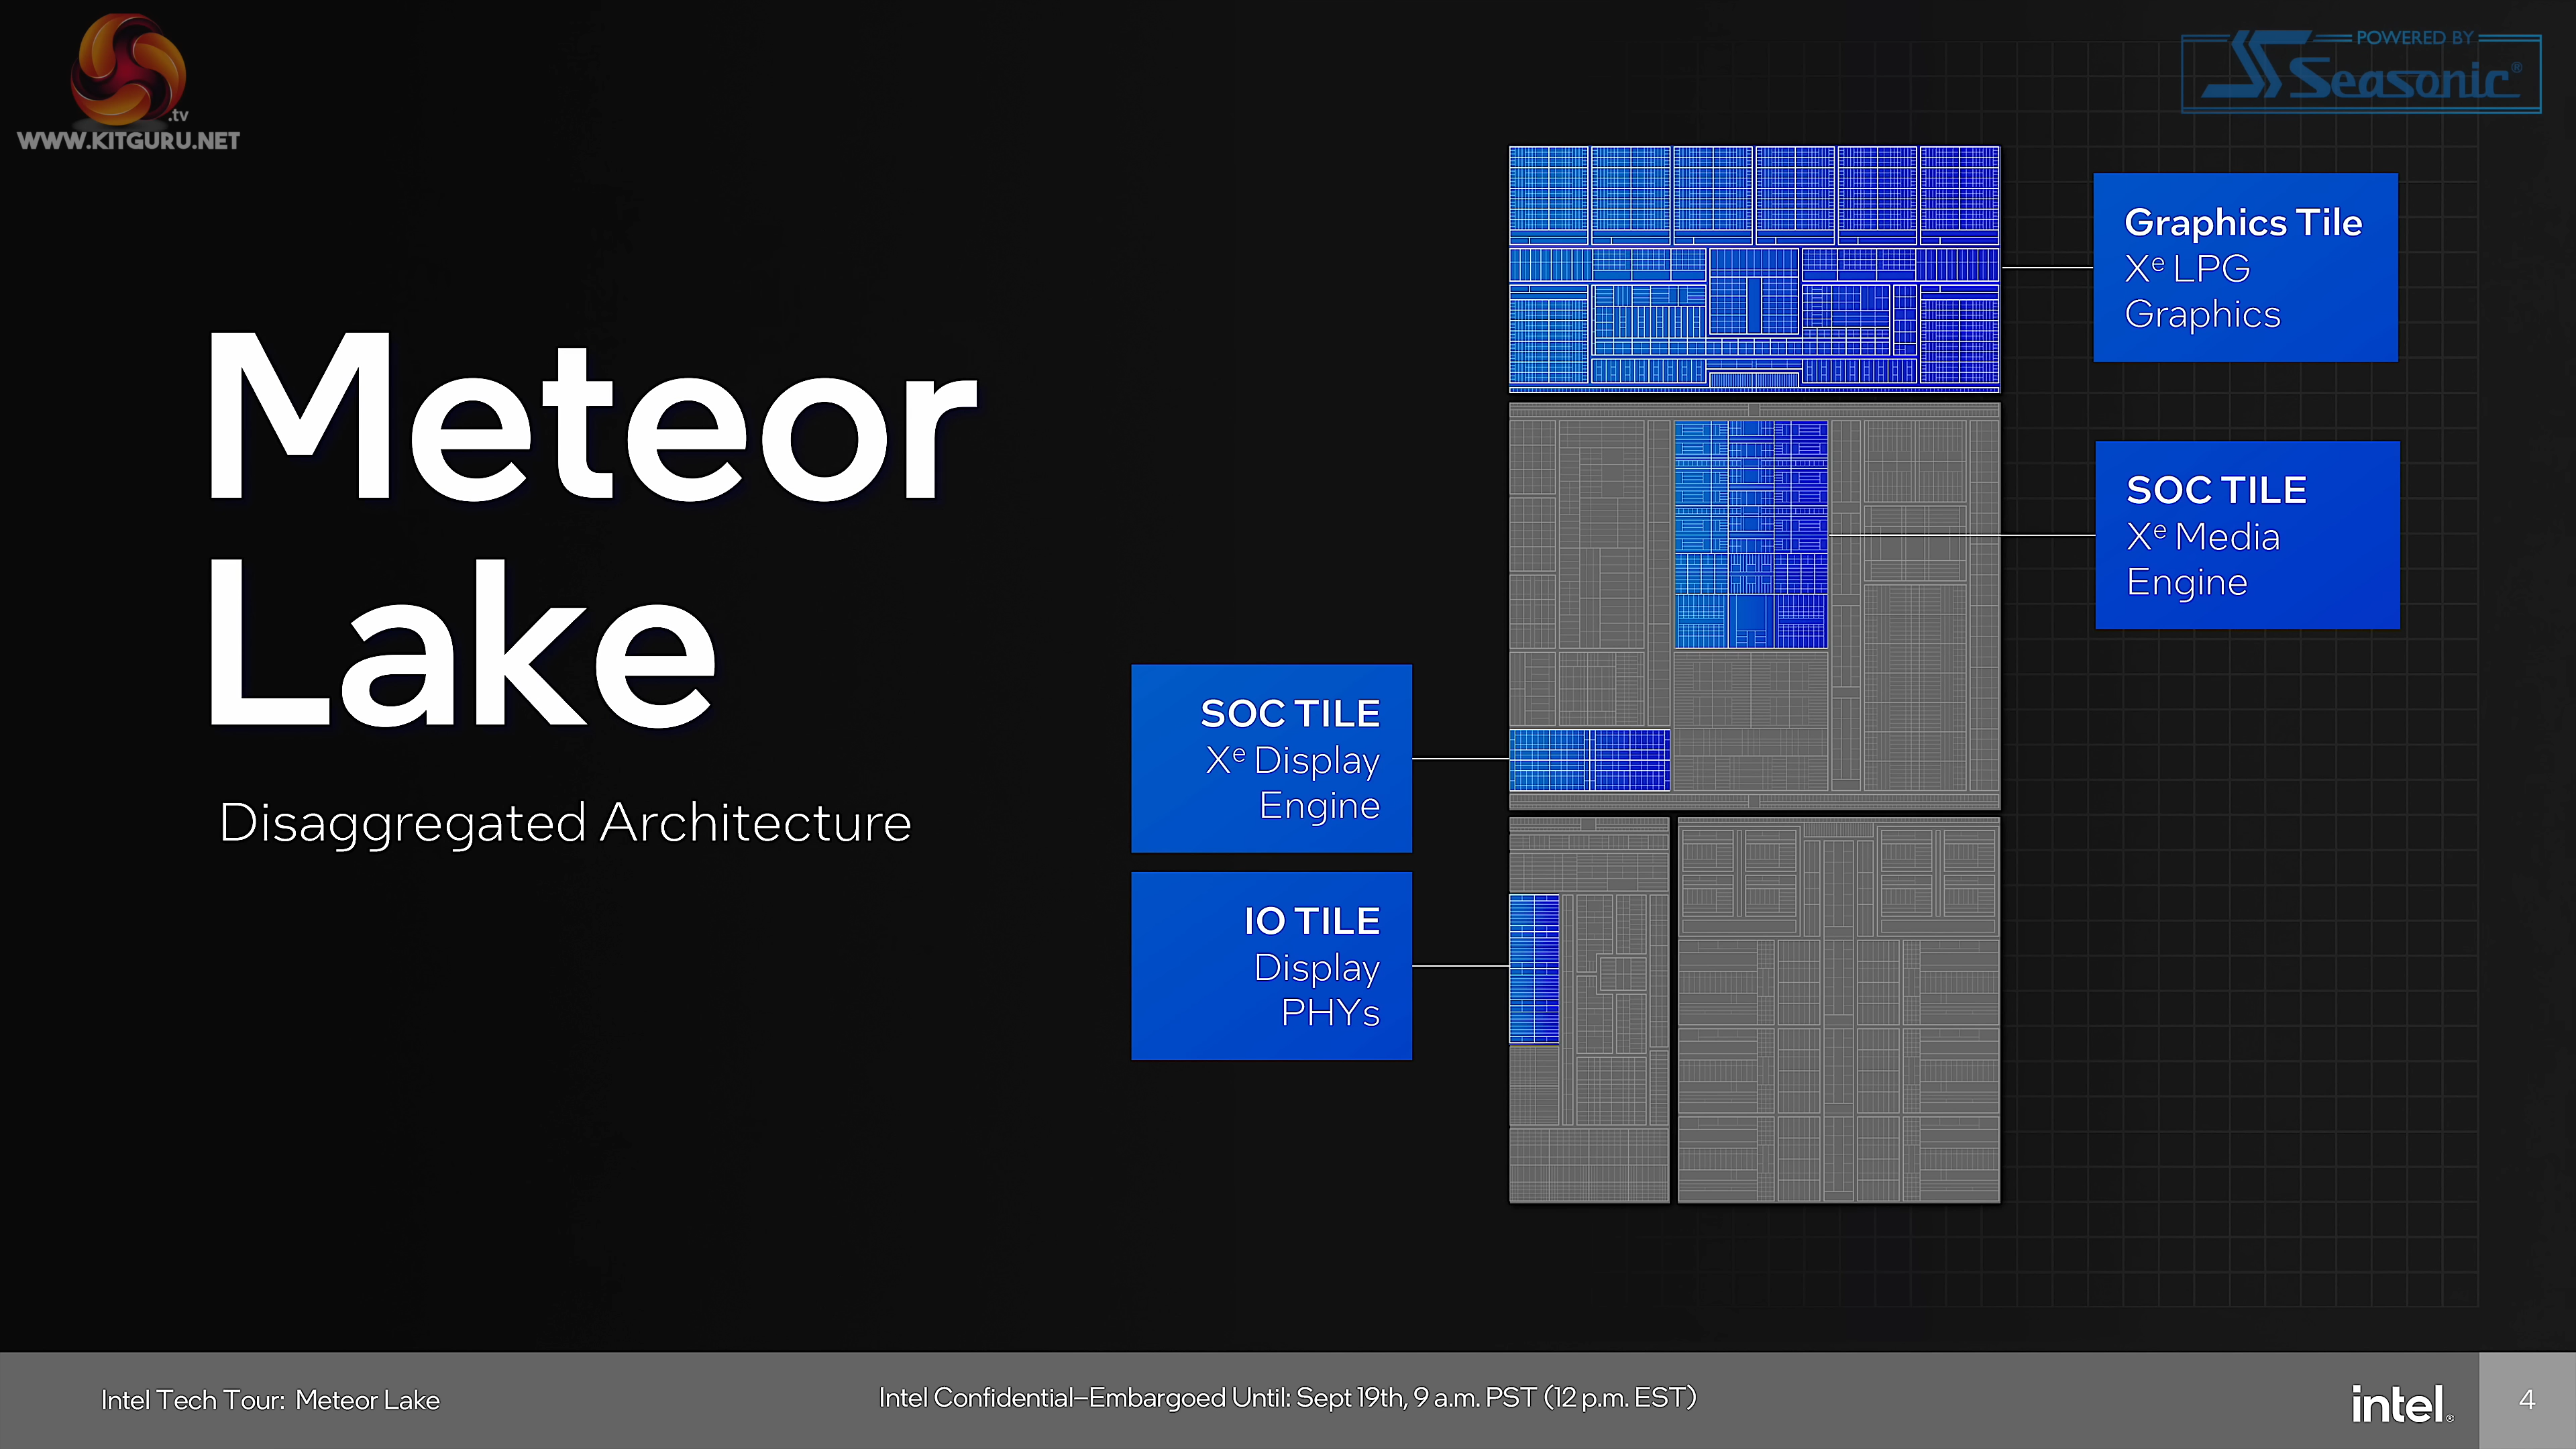 .tv
WWW.KITGURU.NET
POWERED BY
Seasonic®
Meteor
Lake
Disaggregated Architecture
Graphics Tile
Xᵉ LPG
Graphics
SOC TILE
Xᵉ Media
Engine
SOC TILE
Xᵉ Display
Engine
IO TILE
Display
PHYs
Intel Tech Tour: Meteor Lake
Intel Confidential–Embargoed Until: Sept 19th, 9 a.m. PST (12 p.m. EST)
intel®
4